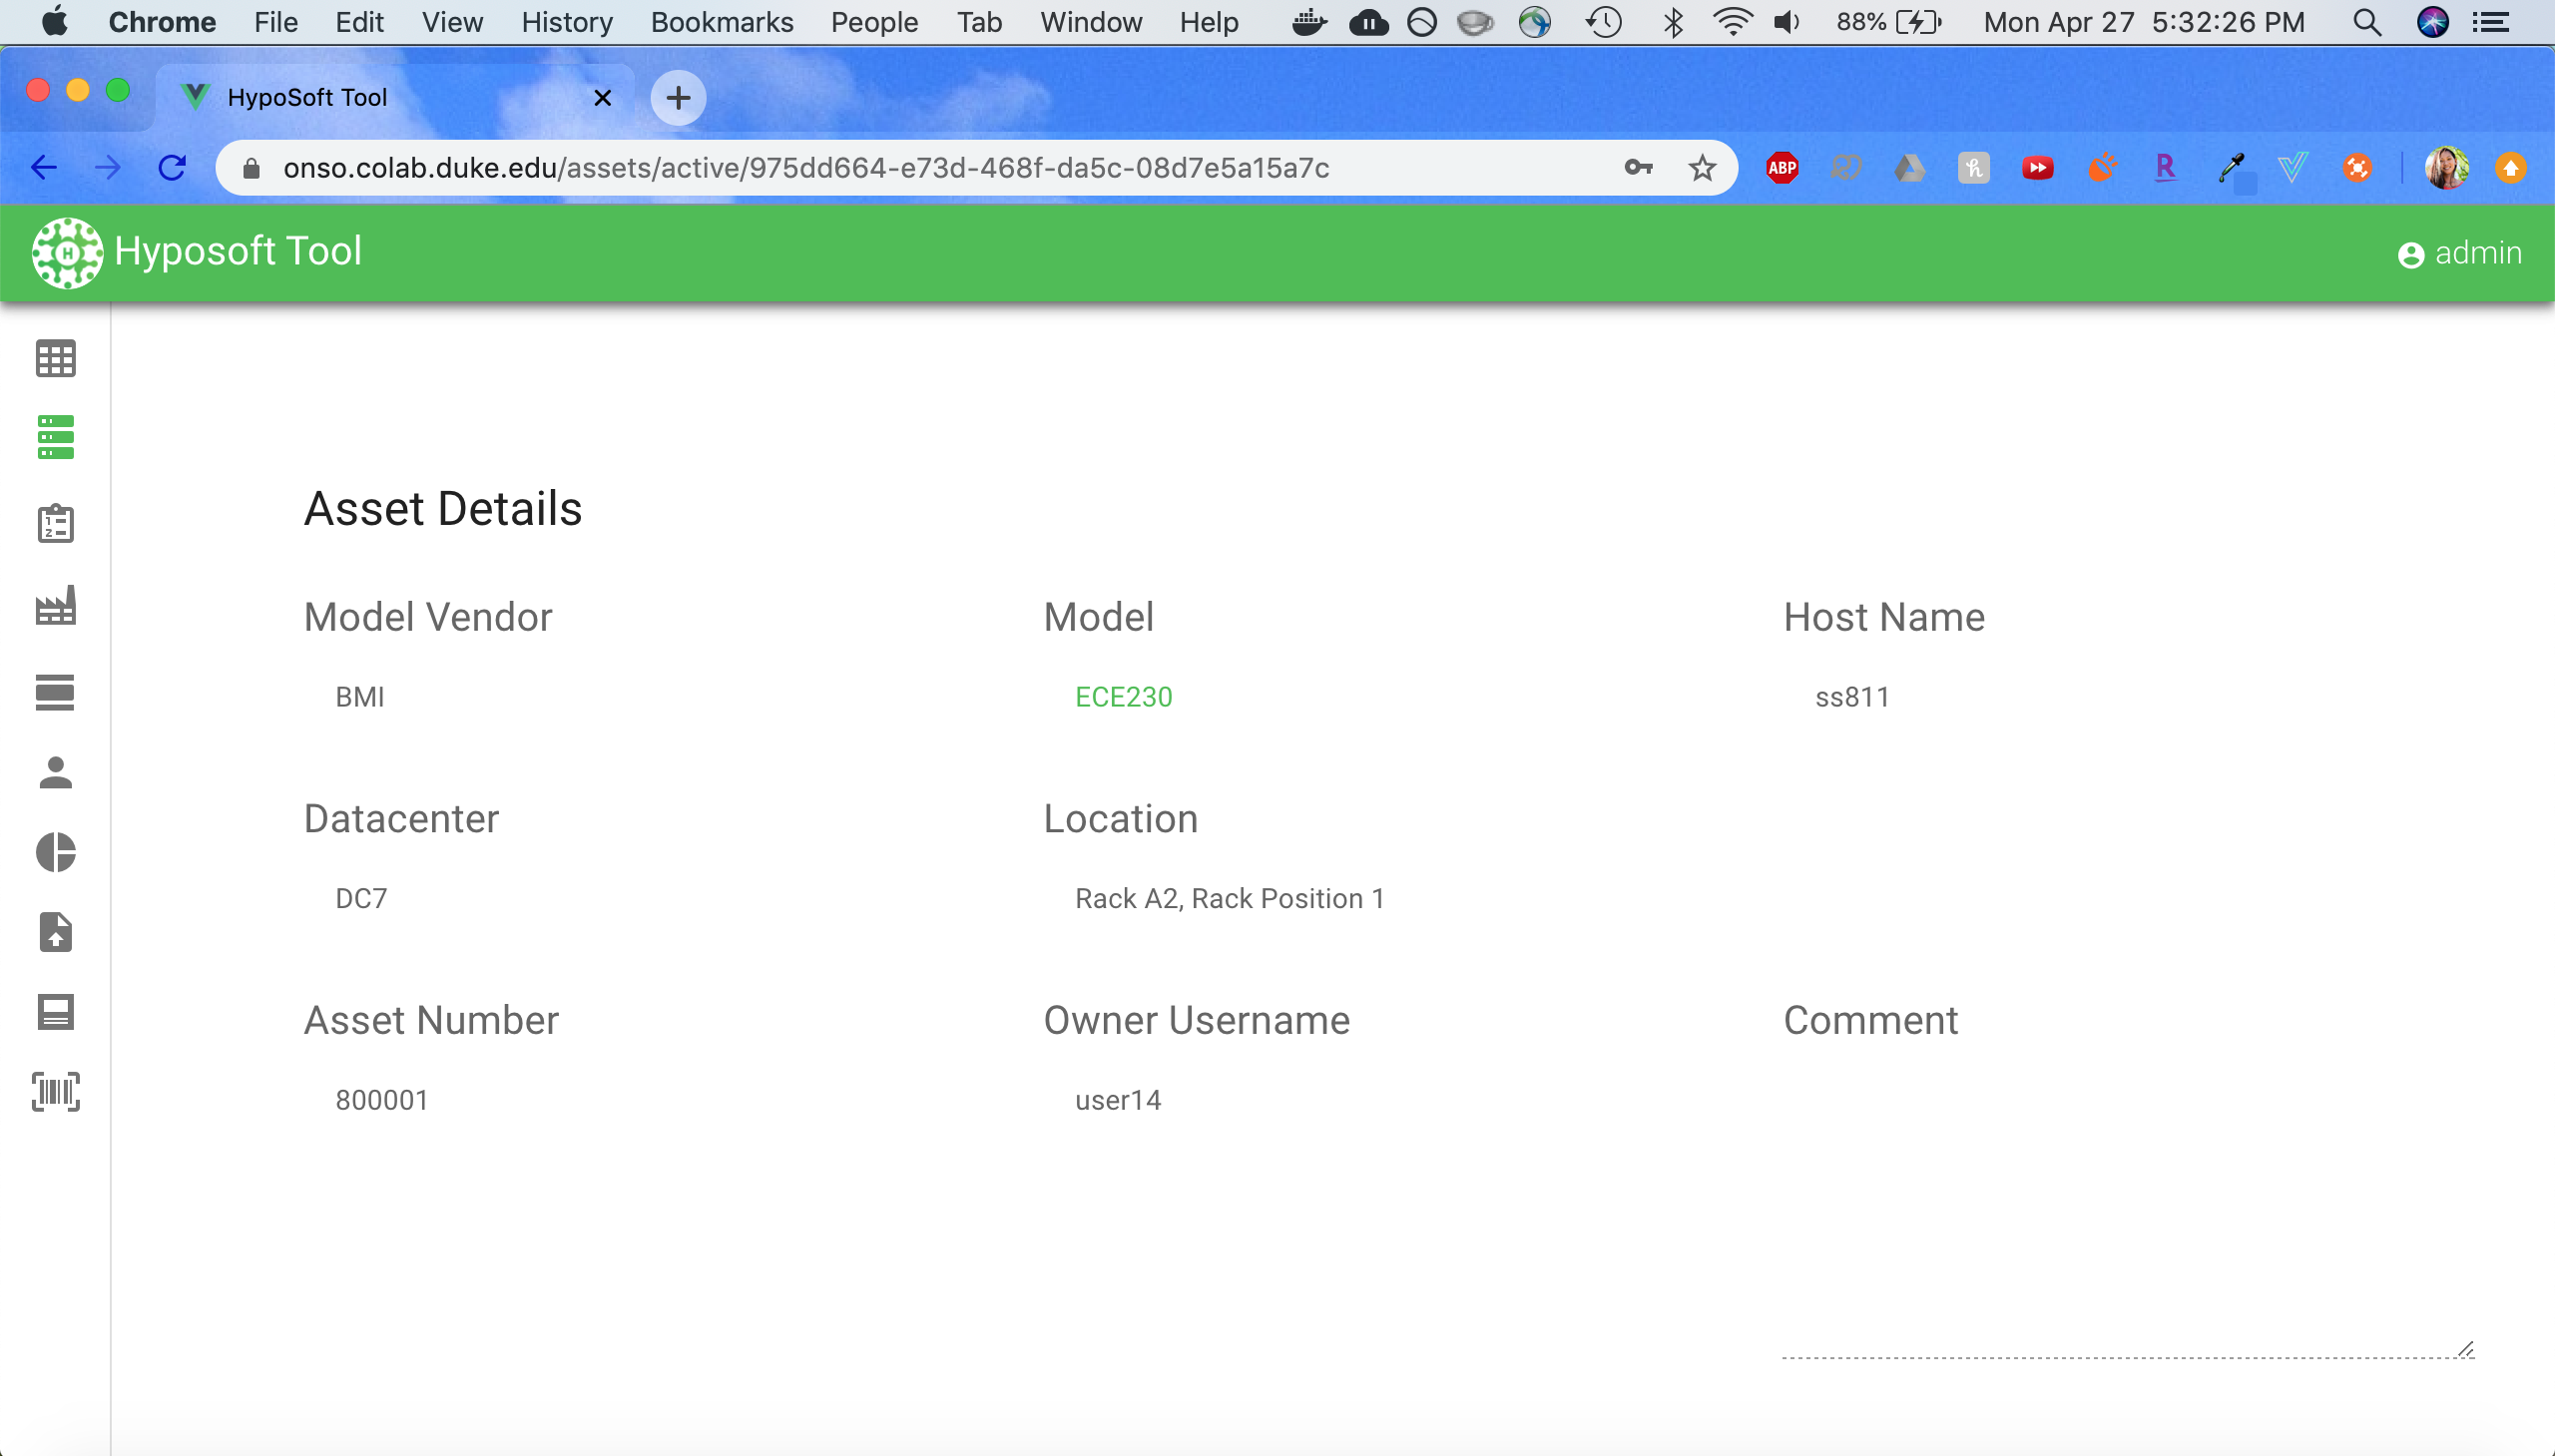 Chrome File Edit View History Bookmarks People Tab Window Help 88% Mon Apr 27 5:32:26 PM
HypoSoft Tool
onso.colab.duke.edu/assets/active/975dd664-e73d-468f-da5c-08d7e5a15a7c ABP h R
H Hyposoft Tool admin
Asset Details
Model Vendor Model Host Name
BMI ECE230 ss811
Datacenter Location
DC7 Rack A2, Rack Position 1
Asset Number Owner Username Comment
800001 user14